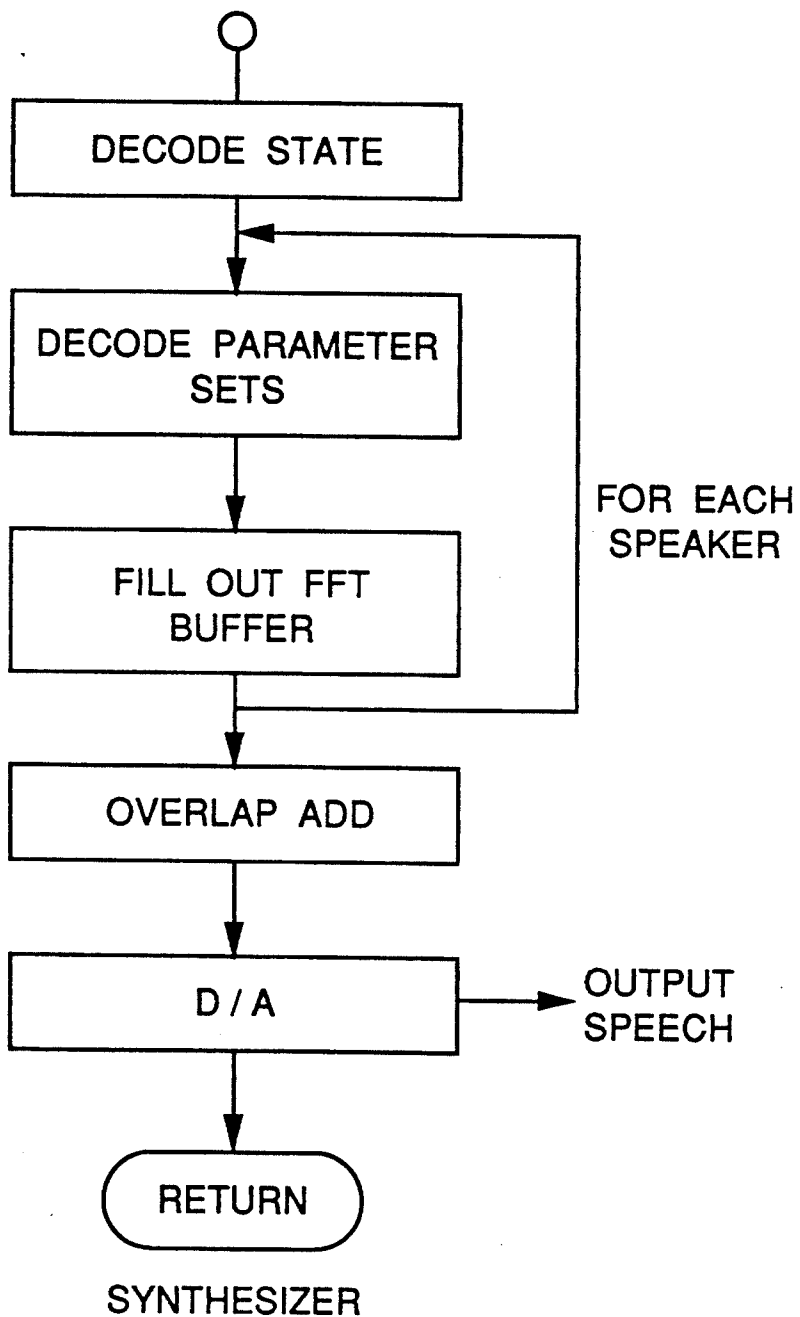 DECODE STATE
DECODE PARAMETER
SETS
FOR EACH
SPEAKER
FILL OUT FFT
BUFFER
OVERLAP ADD
D / A
OUTPUT
SPEECH
RETURN
SYNTHESIZER